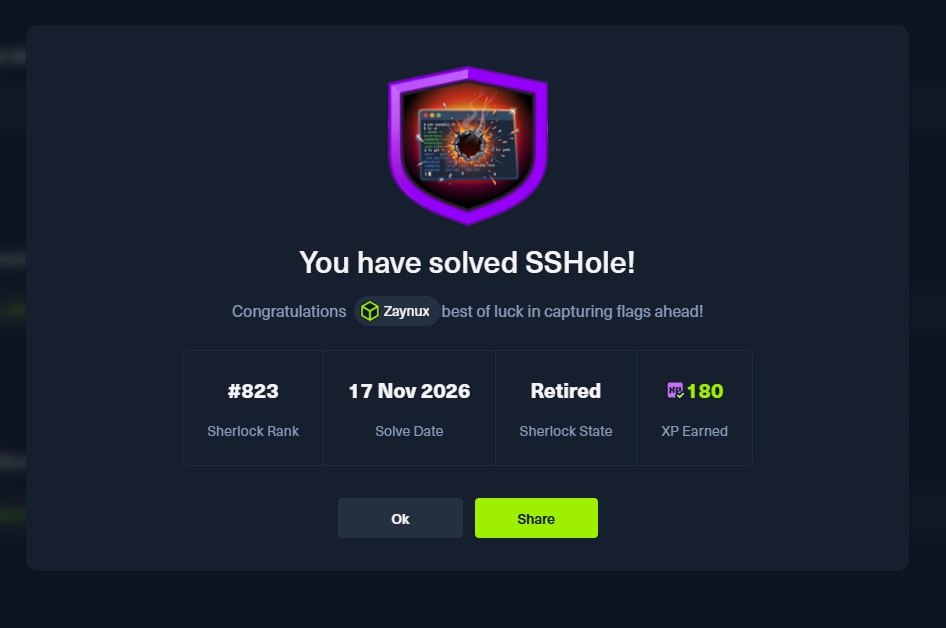 You have solved SSHole!
Congratulations Zaynux best of luck in capturing flags ahead!
#823 17 Nov 2026 Retired 180
Sherlock Rank Solve Date Sherlock State XP Earned
Ok Share